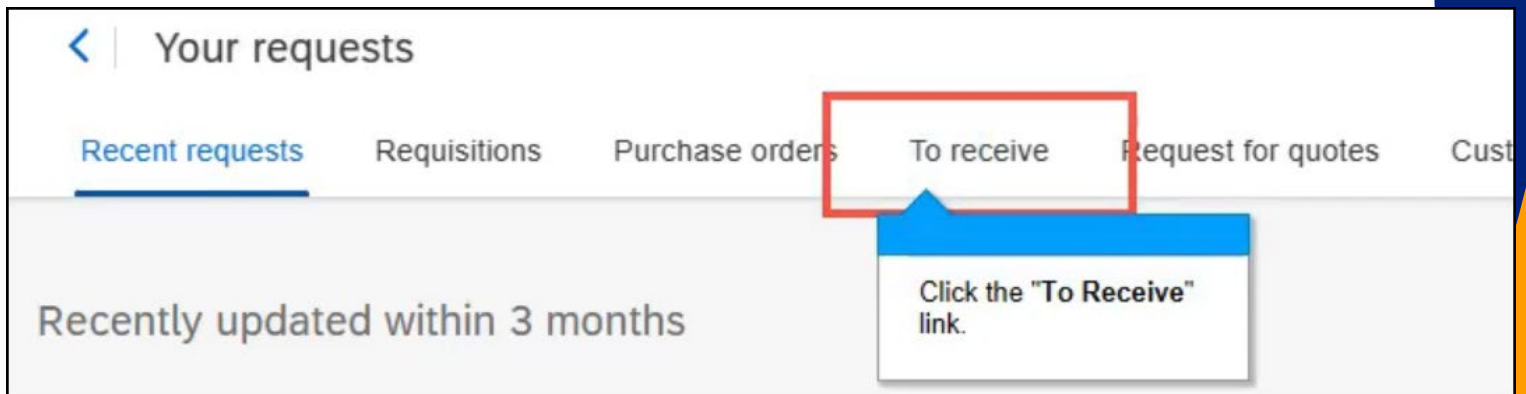 Your requests
Recent requests Requisitions Purchase orders To receive Request for quotes Cust
Click the "To Receive"
link.
Recently updated within 3 months